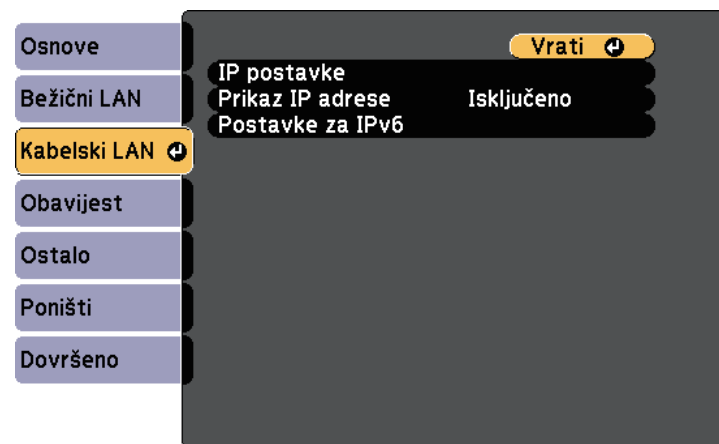 Osnove
Bežični LAN
Kabelski LAN
Obavijest
Ostalo
Poništi
Dovršeno
Vrati
IP postavke
Prikaz IP adrese Isključeno
Postavke za IPv6